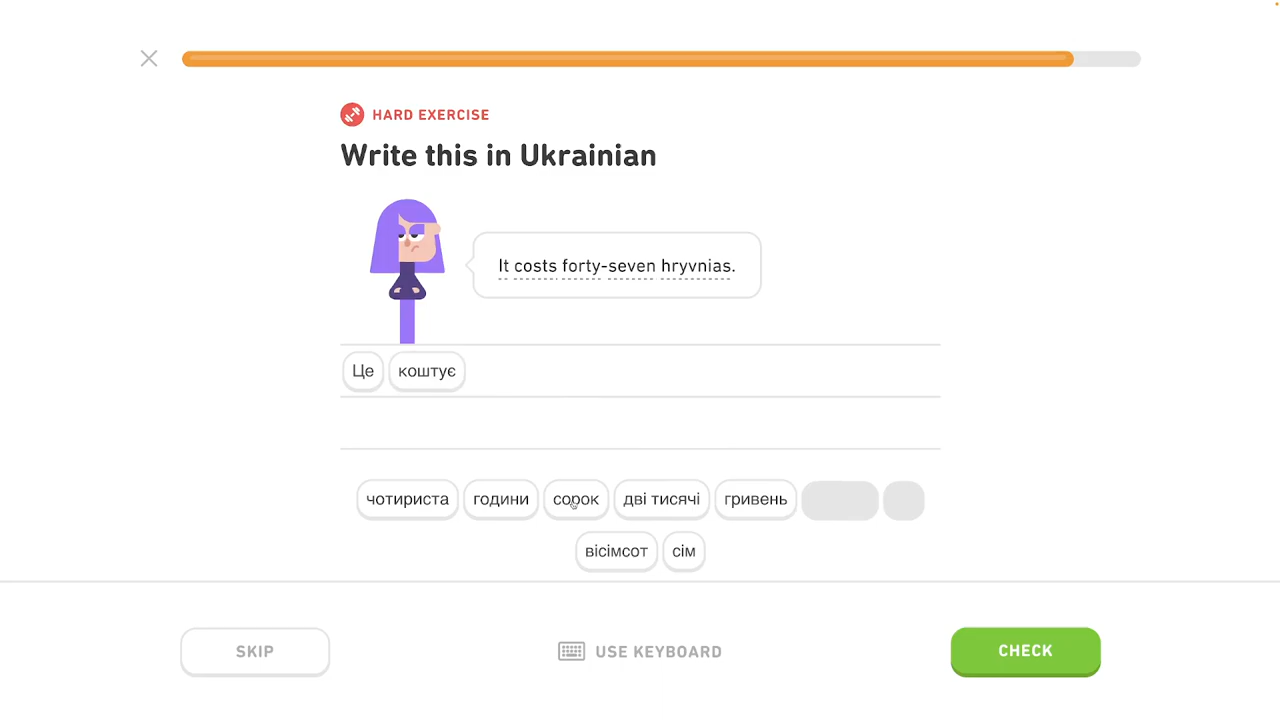 HARD EXERCISE
Write this in Ukrainian
It costs forty-seven hryvnias.
Це коштує
чотириста години сорок дві тисячі гривень
вісімсот сім
SKIP USE KEYBOARD CHECK